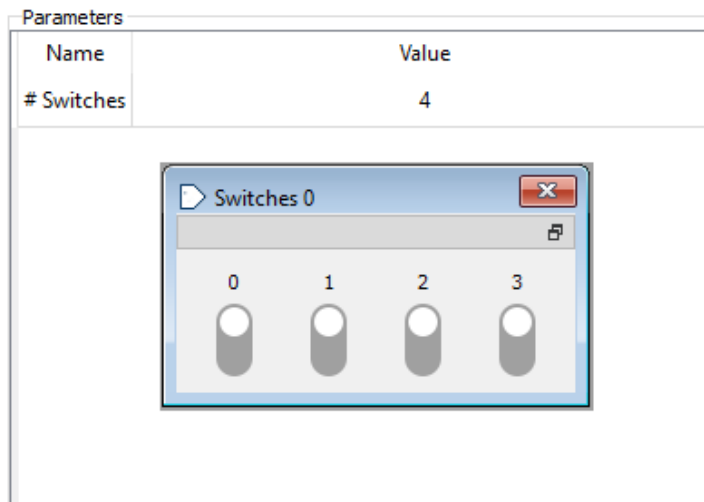 Parameters
Name Value
# Switches 4
Switches 0
0 1 2 3